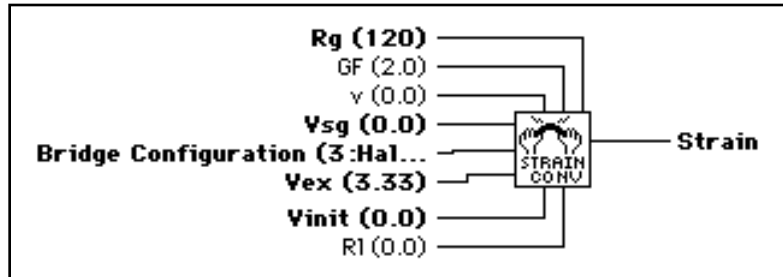 Rg (120)
GF (2.0)
v (0.0)
Vsg (0.0)
Bridge Configuration (3:Hal...
Vex (3.33)
Vinit (0.0)
Rl (0.0)
STRAIN
CONV
Strain